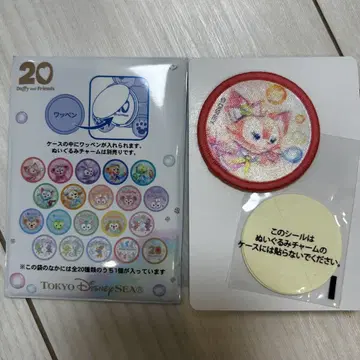 20
Duffy and Friends
ワッペン
ケースの中にワッペンが入れられます。
ぬいぐるみチャームは別売りです。
※この袋のなかには全20種類のうち1個が入っています
TOKYO DISNEY SEA®
このシールは
ぬいぐるみチャームの
ケースには貼らないでください。